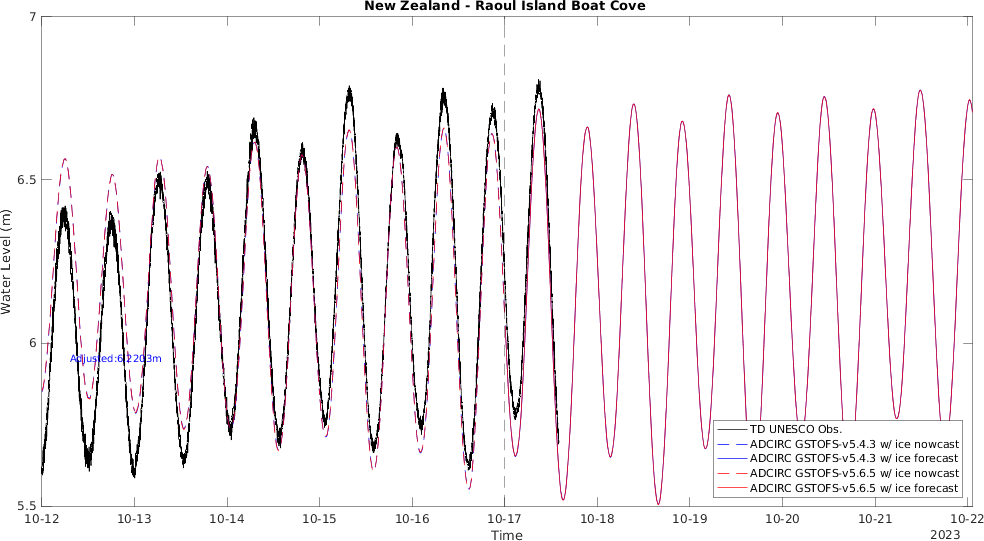 New Zealand - Raoul Island Boat Cove
7
6.5
6
5.5
Water Level (m)
Adjusted:6.2203m
TD UNESCO Obs.
ADCIRC GSTOFS-v5.4.3 w/ ice nowcast
ADCIRC GSTOFS-v5.4.3 w/ ice forecast
ADCIRC GSTOFS-v5.6.5 w/ ice nowcast
ADCIRC GSTOFS-v5.6.5 w/ ice forecast
10-12 10-13 10-14 10-15 10-16 10-17 10-18 10-19 10-20 10-21 10-22
Time
2023